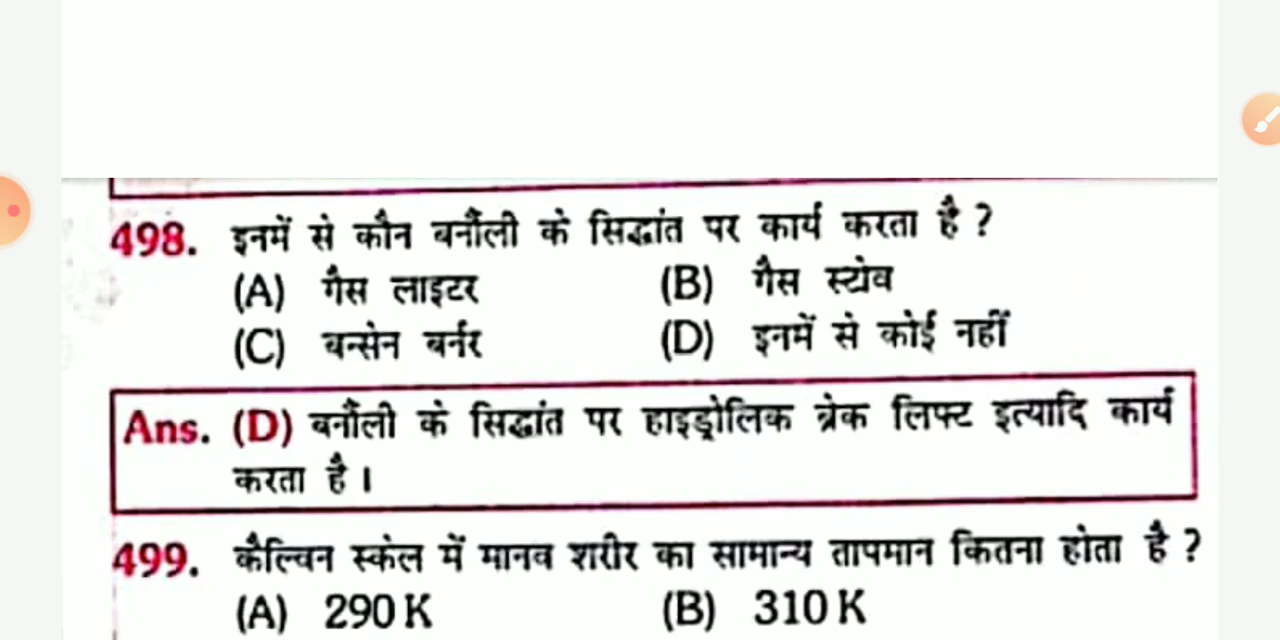 498. इनमें से कौन बर्नौली के सिद्धांत पर कार्य करता है ?
(A) गैस लाइटर (B) गैस स्टोव
(C) बन्सेन बर्नर (D) इनमें से कोई नहीं
Ans. (D) बर्नौली के सिद्धांत पर हाइड्रोलिक ब्रेक लिफ्ट इत्यादि कार्य
करता है।
499. कैल्विन स्केल में मानव शरीर का सामान्य तापमान कितना होता है ?
(A) 290 K (B) 310 K